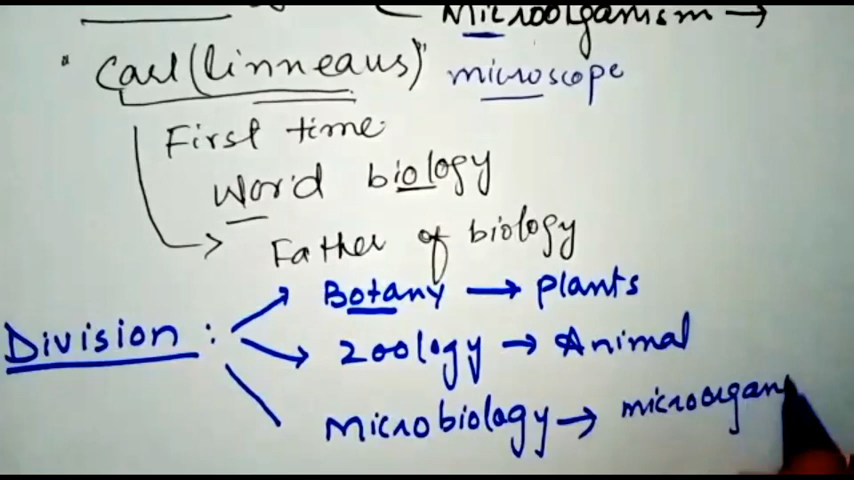 Microorganism →
"Carl (linneaus)" microscope
First time
Word biology
→ Father of biology
Division : Botany → plants
Zoology → Animal
Microbiology → microorgan